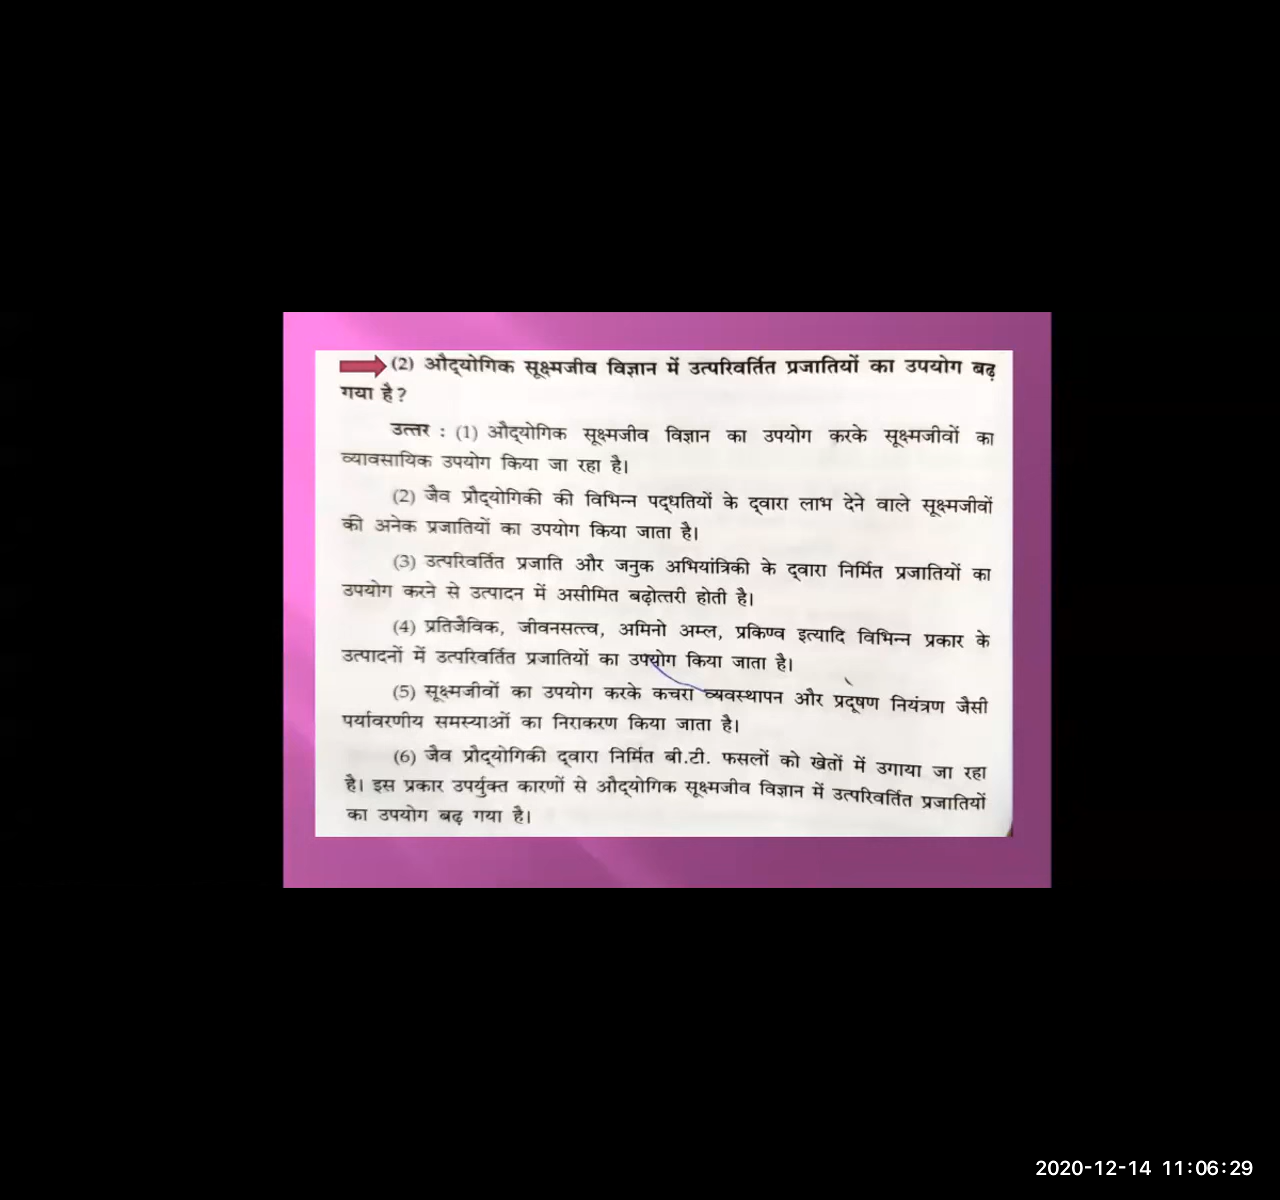 (2) औद्योगिक सूक्ष्मजीव विज्ञान में उत्परिवर्तित प्रजातियों का उपयोग बढ़
गया है?
उत्तर : (1) औद्योगिक सूक्ष्मजीव विज्ञान का उपयोग करके सूक्ष्मजीवों का
व्यावसायिक उपयोग किया जा रहा है।
(2) जैव प्रौद्योगिकी की विभिन्न पद्धतियों के द्वारा लाभ देने वाले सूक्ष्मजीवों
की अनेक प्रजातियों का उपयोग किया जाता है।
(3) उत्परिवर्तित प्रजाति और जनुक अभियांत्रिकी के द्वारा निर्मित प्रजातियों का
उपयोग करने से उत्पादन में असीमित बढ़ोत्तरी होती है।
(4) प्रतिजैविक, जीवनसत्त्व, अमिनो अम्ल, प्रकिण्व इत्यादि विभिन्न प्रकार के
उत्पादनों में उत्परिवर्तित प्रजातियों का उपयोग किया जाता है।
(5) सूक्ष्मजीवों का उपयोग करके कचरा व्यवस्थापन और प्रदूषण नियंत्रण जैसी
पर्यावरणीय समस्याओं का निराकरण किया जाता है।
(6) जैव प्रौद्योगिकी द्वारा निर्मित बी.टी. फसलों को खेतों में उगाया जा रहा
है। इस प्रकार उपर्युक्त कारणों से औद्योगिक सूक्ष्मजीव विज्ञान में उत्परिवर्तित प्रजातियों
का उपयोग बढ़ गया है।
2020-12-14 11:06:29